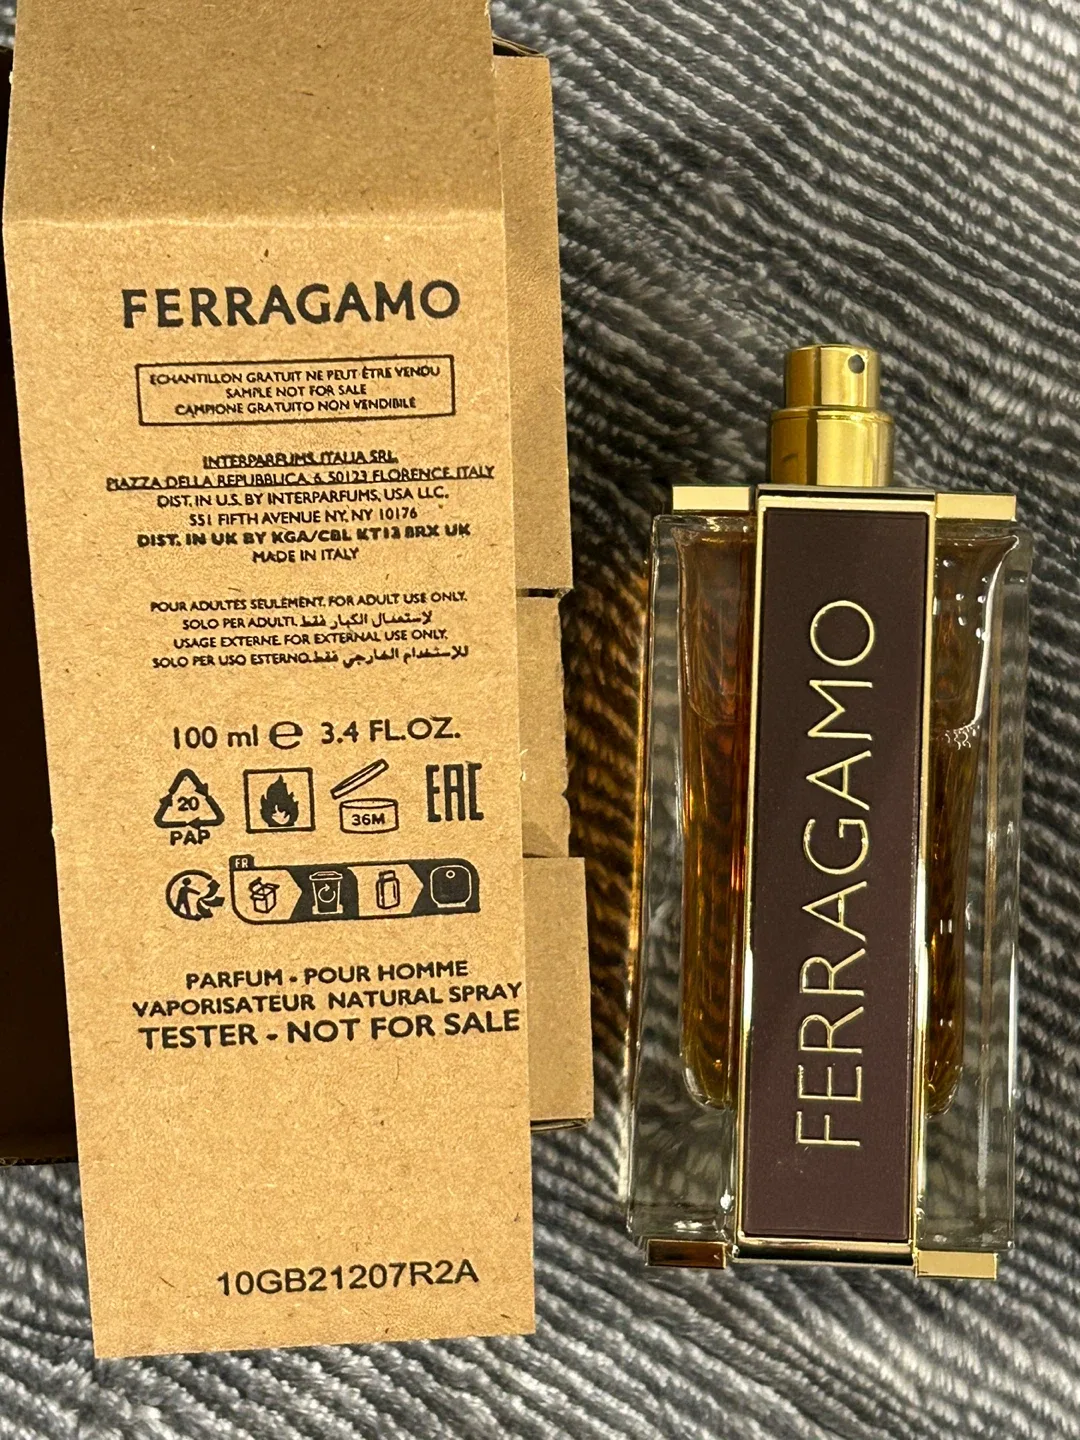 FERRAGAMO
ECHANTILLON GRATUIT NE PEUT ÊTRE VENDU
SAMPLE NOT FOR SALE
CAMPIONE GRATUITO NON VENDIBILE
INTERPARFUMS ITALIA SRL
PIAZZA DELLA REPUBBLICA, 6, 50123 FLORENCE, ITALY
DIST. IN U.S. BY INTERPARFUMS, USA LLC.
551 FIFTH AVENUE NY, NY 10176
DIST. IN UK BY KGA/CBL KT13 8RX UK
MADE IN ITALY
POUR ADULTES SEULEMENT. FOR ADULT USE ONLY.
SOLO PER ADULTI. لاستعمال الكبار فقط
USAGE EXTERNE. FOR EXTERNAL USE ONLY.
SOLO PER USO ESTERNO. للإستخدام الخارجي فقط
100 ml e 3.4 FL.OZ.
20
PAP
36M
EAC
FR
PARFUM - POUR HOMME
VAPORISATEUR NATURAL SPRAY
TESTER - NOT FOR SALE
10GB21207R2A
FERRAGAMO